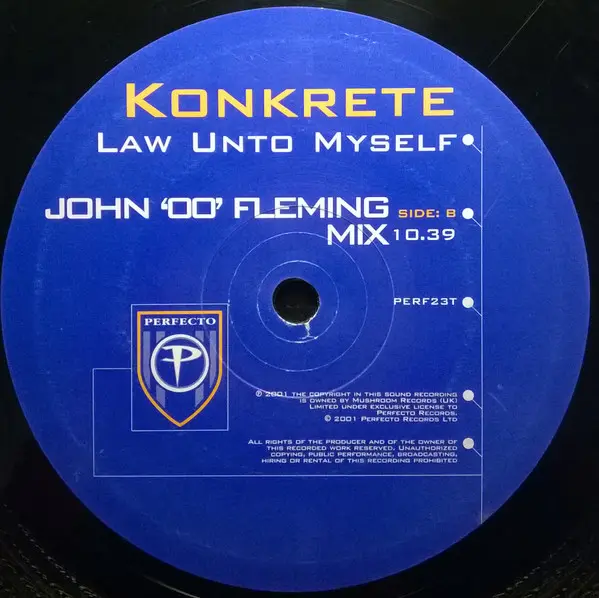 KONKRETE
LAW UNTO MYSELF
JOHN 'OO' FLEMING SIDE: B
MIX 10.39
PERF23T
PERFECTO
P
℗ 2001 THE COPYRIGHT IN THIS SOUND RECORDING
IS OWNED BY MUSHROOM RECORDS (UK)
LIMITED UNDER EXCLUSIVE LICENSE TO
PERFECTO RECORDS.
© 2001 PERFECTO RECORDS LTD
ALL RIGHTS OF THE PRODUCER AND OF THE OWNER OF
THIS RECORDED WORK RESERVED. UNAUTHORIZED
COPYING, PUBLIC PERFORMANCE, BROADCASTING,
HIRING OR RENTAL OF THIS RECORDING PROHIBITED